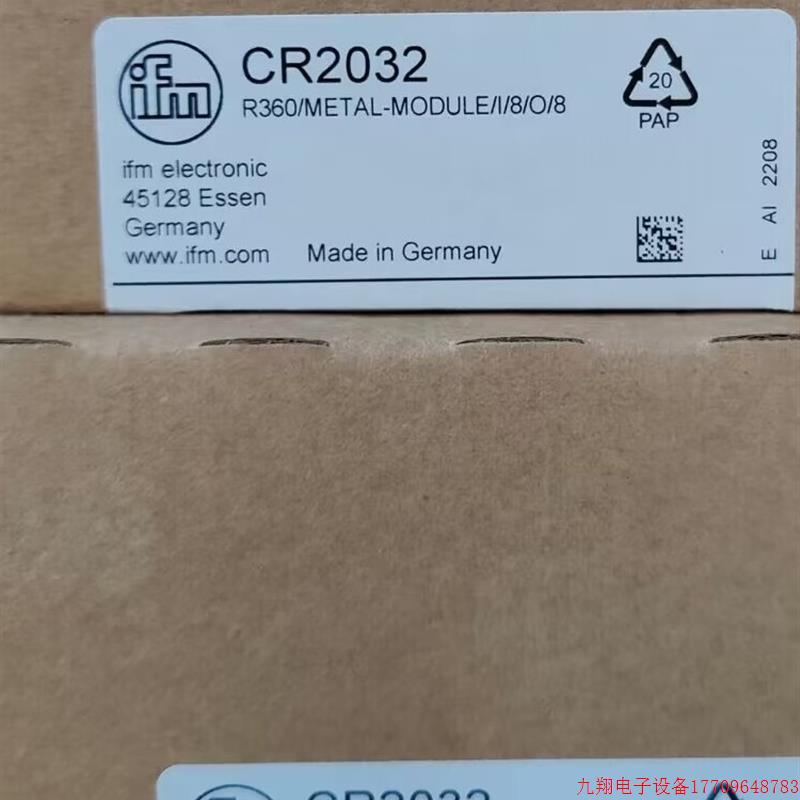 ifm
CR2032
R360/METAL-MODULE/I/8/O/8
20
PAP
ifm electronic
45128 Essen
Germany
www.ifm.com
Made in Germany
E AI 2208
CR2032
九翔电子设备17709648783